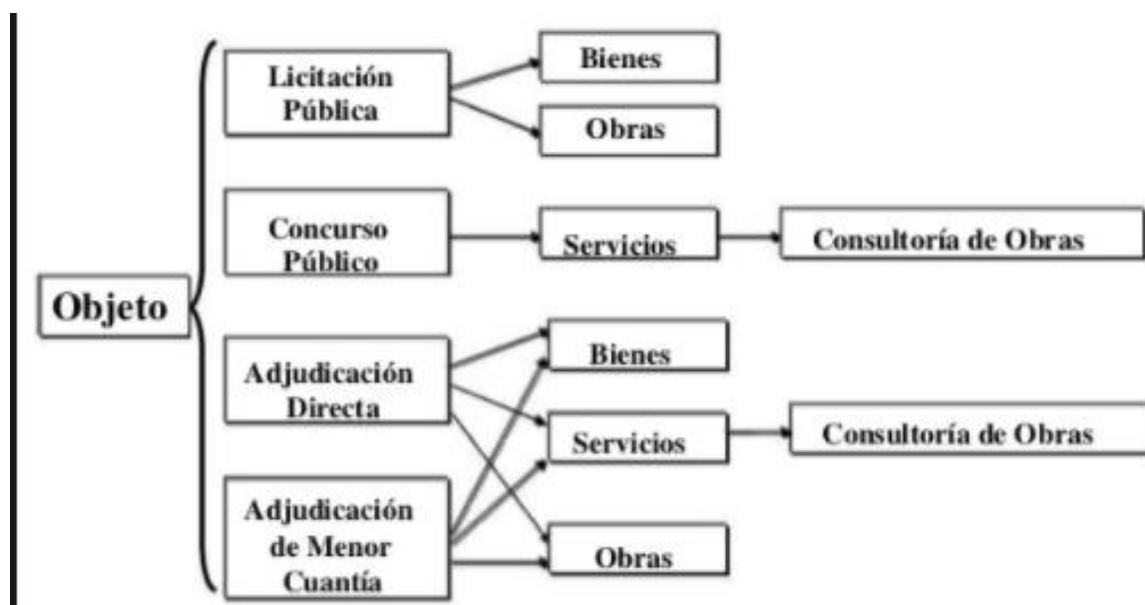 Objeto
Licitación
Pública
Bienes
Obras
Concurso
Público
Servicios
Consultoría de Obras
Adjudicación
Directa
Adjudicación
de Menor
Cuantía
Bienes
Servicios
Consultoría de Obras
Obras